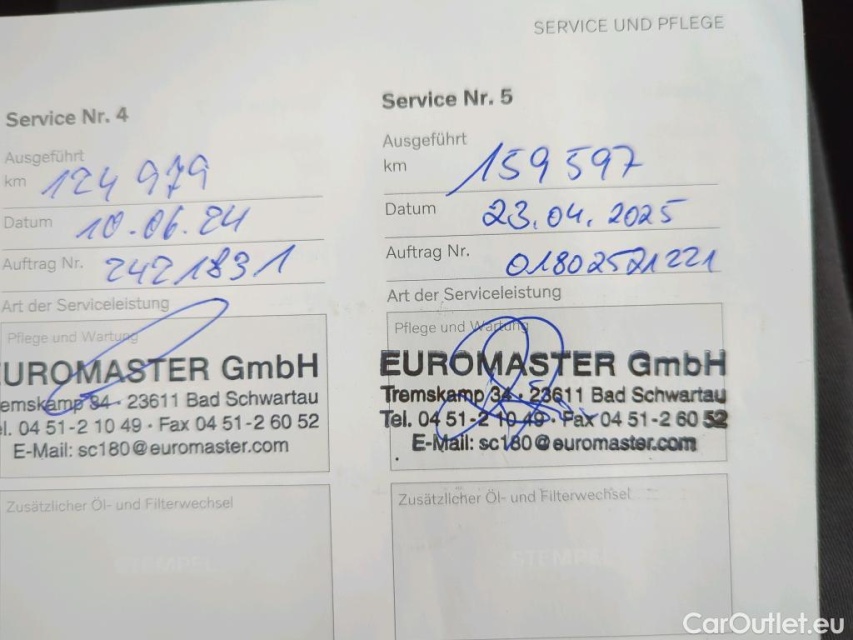 SERVICE UND PFLEGE
Service Nr. 4
Ausgeführt
km 124 979
Datum 10.06.24
Auftrag Nr. 2421831
Art der Serviceleistung
Pflege und Wartung
EUROMASTER GmbH
Tremskamp 34 · 23611 Bad Schwartau
Tel. 04 51 - 2 10 49 · Fax 04 51 - 2 60 52
E-Mail: sc180@euromaster.com
Zusätzlicher Öl- und Filterwechsel
STEMPEL
Service Nr. 5
Ausgeführt
km 159 597
Datum 23.04.2025
Auftrag Nr. 01802521221
Art der Serviceleistung
Pflege und Wartung
EUROMASTER GmbH
Tremskamp 34 · 23611 Bad Schwartau
Tel. 04 51 - 2 10 49 · Fax 04 51 - 2 60 52
E-Mail: sc180@euromaster.com
Zusätzlicher Öl- und Filterwechsel
STEMPEL
CarOutlet.eu